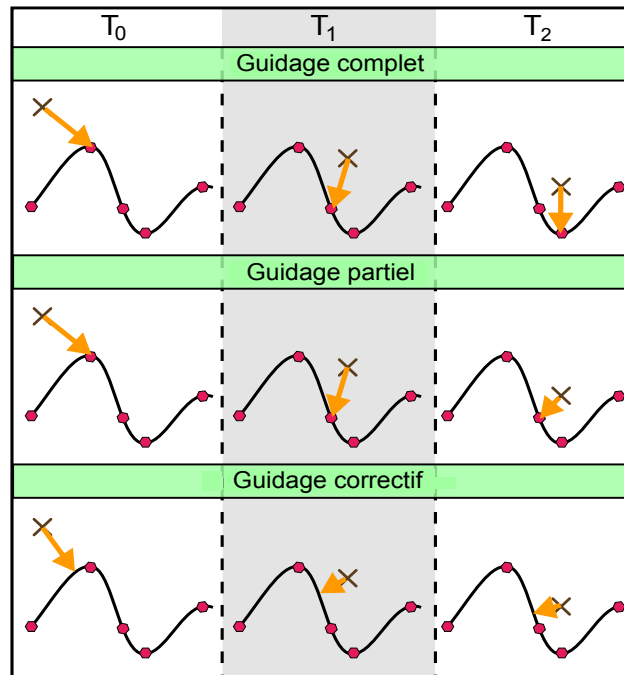 T₀ T₁ T₂
Guidage complet
Guidage partiel
Guidage correctif